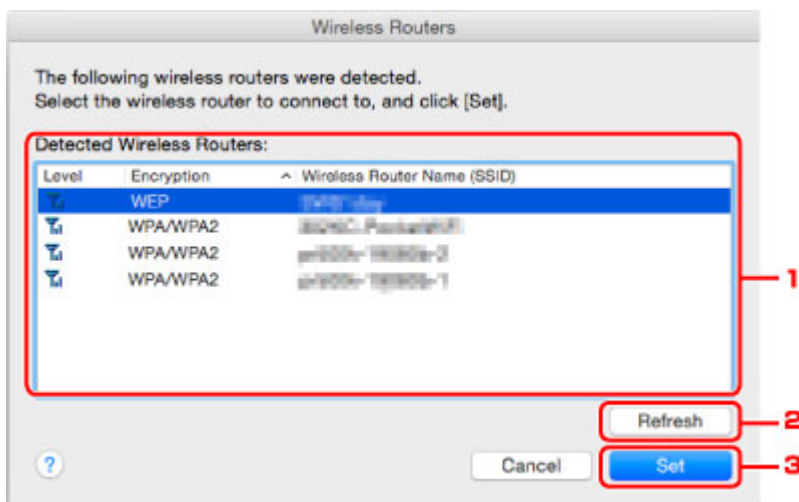 Wireless Routers
The following wireless routers were detected.
Select the wireless router to connect to, and click [Set].
Detected Wireless Routers:
Level Encryption Wireless Router Name (SSID)
WEP
WPA/WPA2
WPA/WPA2
WPA/WPA2
1
Refresh 2
? Cancel Set 3